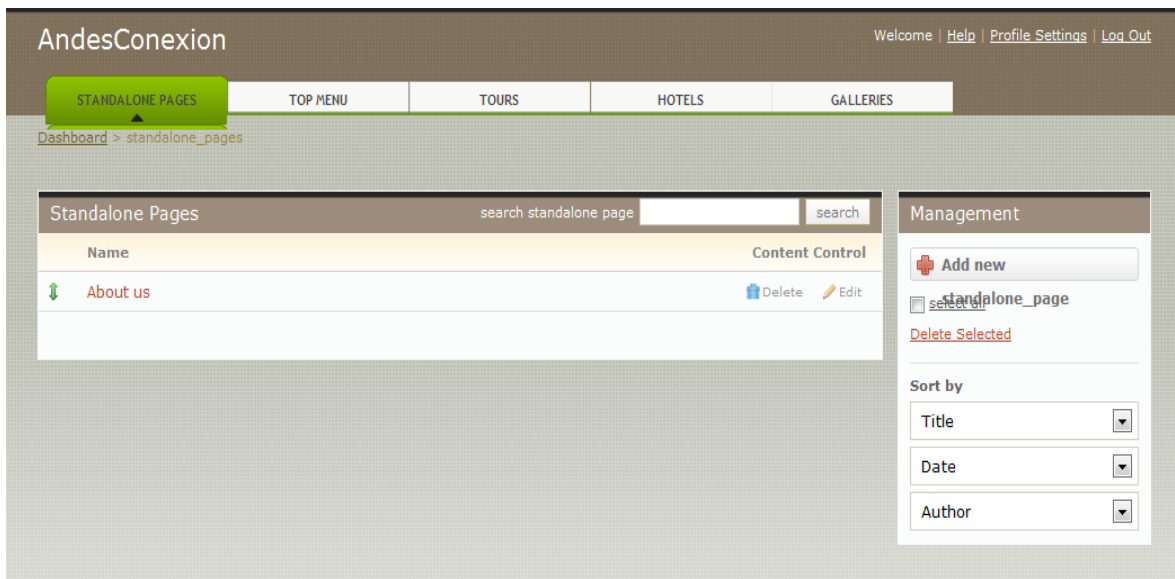 AndesConexion
Welcome | Help | Profile Settings | Log Out
STANDALONE PAGES TOP MENU TOURS HOTELS GALLERIES
Dashboard > standalone_pages
Standalone Pages search standalone page search
Name Content Control
About us Delete Edit
Management
Add new
standalone_page
select all
Delete Selected
Sort by
Title
Date
Author